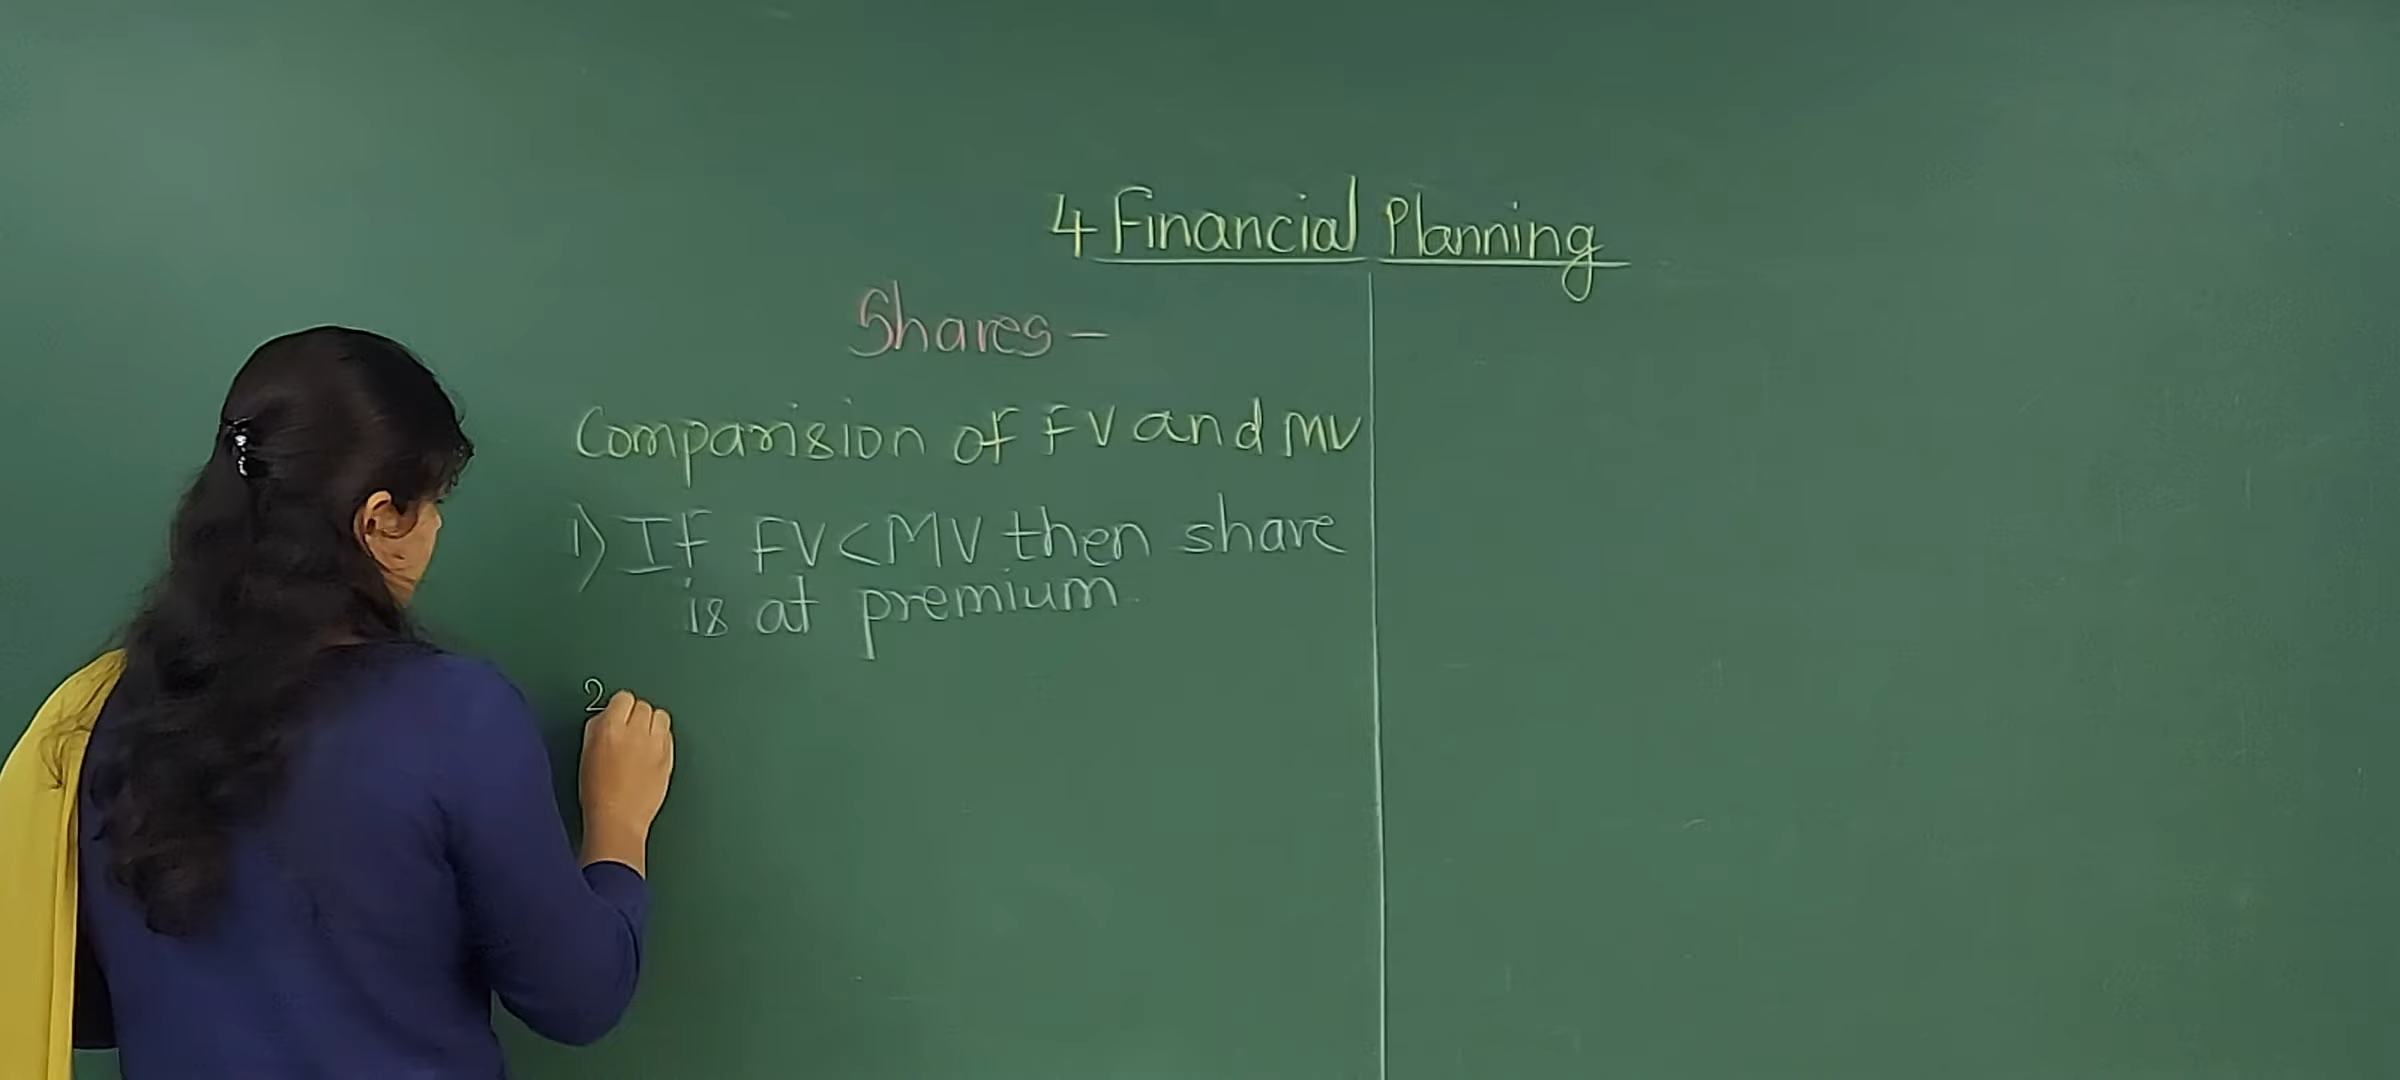 4 Financial Planning
Shares –
Comparision of FV and MV
1) If FV<MV then share
is at premium
2